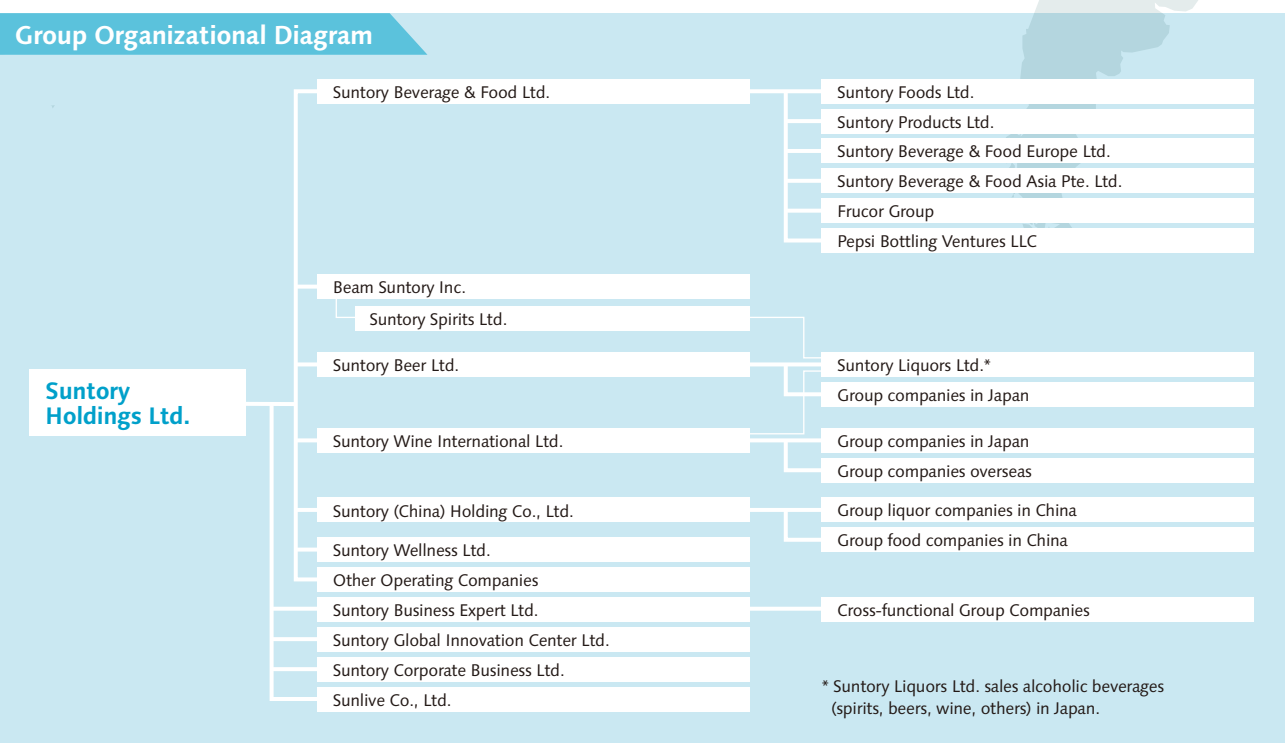 Group Organizational Diagram
Suntory Beverage & Food Ltd.
Suntory Foods Ltd.
Suntory Products Ltd.
Suntory Beverage & Food Europe Ltd.
Suntory Beverage & Food Asia Pte. Ltd.
Frucor Group
Pepsi Bottling Ventures LLC
Beam Suntory Inc.
Suntory Spirits Ltd.
Suntory Beer Ltd.
Suntory Liquors Ltd.*
Group companies in Japan
Suntory
Holdings Ltd.
Suntory Wine International Ltd.
Group companies in Japan
Group companies overseas
Suntory (China) Holding Co., Ltd.
Group liquor companies in China
Group food companies in China
Suntory Wellness Ltd.
Other Operating Companies
Suntory Business Expert Ltd.
Cross-functional Group Companies
Suntory Global Innovation Center Ltd.
Suntory Corporate Business Ltd.
Sunlive Co., Ltd.
* Suntory Liquors Ltd. sales alcoholic beverages
(spirits, beers, wine, others) in Japan.